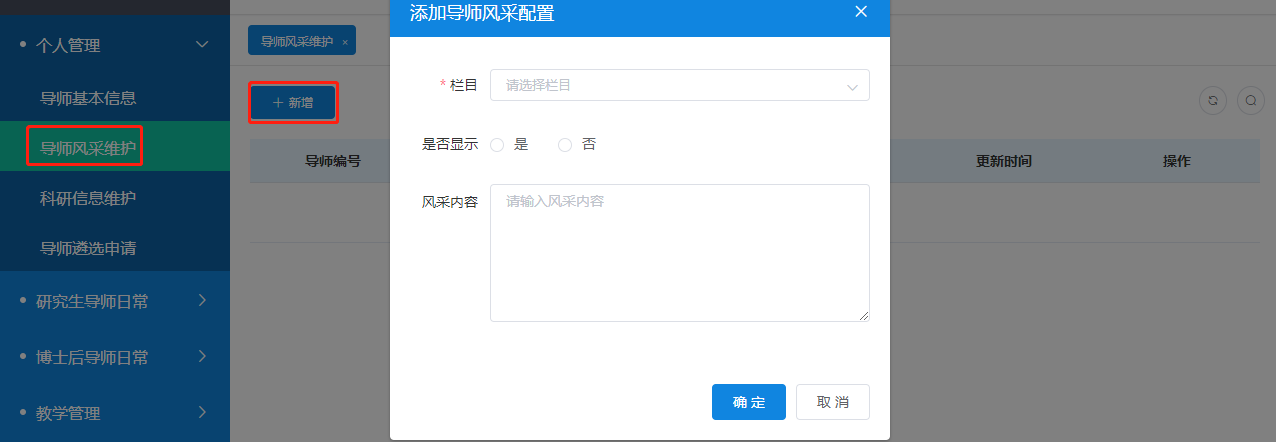 添加导师风采配置
个人管理
导师基本信息
导师风采维护
科研信息维护
导师遴选申请
研究生导师日常
博士后导师日常
教学管理
导师风采维护 ×
+ 新增
导师编号
更新时间
操作
* 栏目
请选择栏目
是否显示
是
否
风采内容
请输入风采内容
确 定
取 消